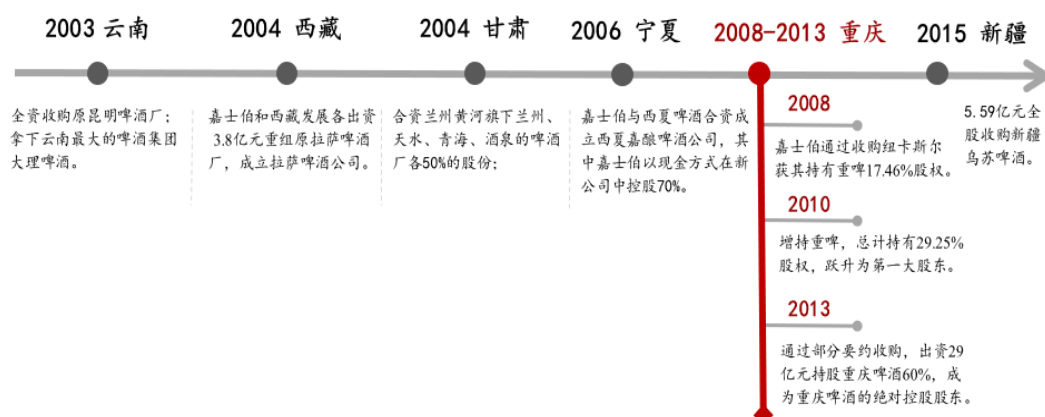 2003 云南
2004 西藏
2004 甘肃
2006 宁夏
2008-2013 重庆
2015 新疆
全资收购原昆明啤酒厂；
拿下云南最大的啤酒集团
大理啤酒。
嘉士伯和西藏发展各出资
3.8亿元重组原拉萨啤酒
厂，成立拉萨啤酒公司。
合资兰州黄河旗下兰州、
天水、青海、酒泉的啤酒
厂各50%的股份；
嘉士伯与西夏啤酒合资成
立西夏嘉酿啤酒公司，其
中嘉士伯以现金方式在新
公司中控股70%。
2008
嘉士伯通过收购纽卡斯尔
获其持有重啤17.46%股权。
2010
增持重啤，总计持有29.25%
股权，跃升为第一大股东。
2013
通过部分要约收购，出资29
亿元持股重庆啤酒60%，成
为重庆啤酒的绝对控股股东。
5.59亿元全
股收购新疆
乌苏啤酒。